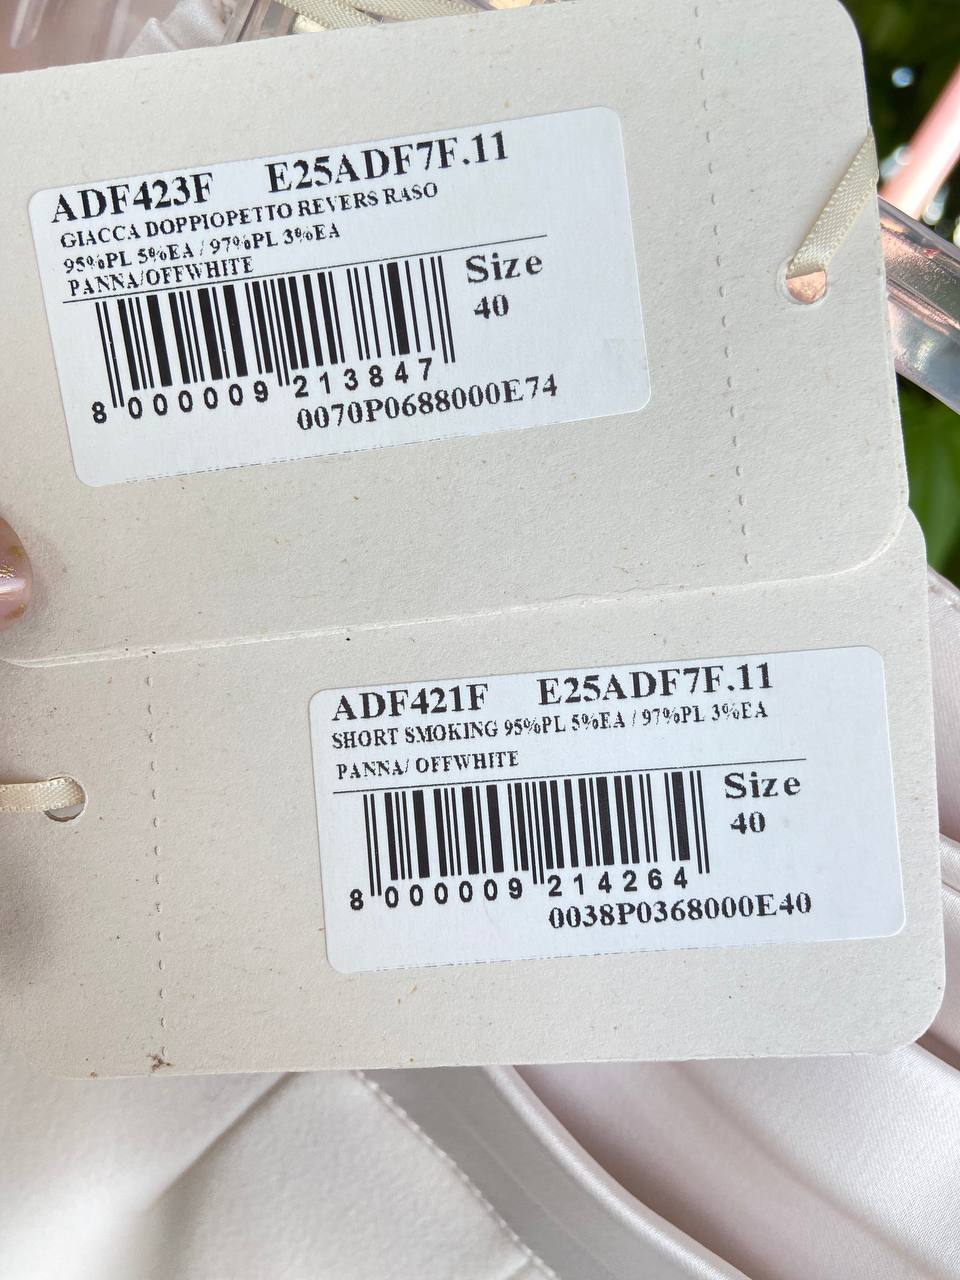 ADF423F E25ADF7F.11
GIACCA DOPPIOPETTO REVERS RASO
95%PL 5%EA / 97%PL 3%EA
PANNA/OFFWHITE
Size
40
8 000009 213847
0070P0688000E74
ADF421F E25ADF7F.11
SHORT SMOKING 95%PL 5%EA / 97%PL 3%EA
PANNA/ OFFWHITE
Size
40
8 000009 214264
0038P0368000E40